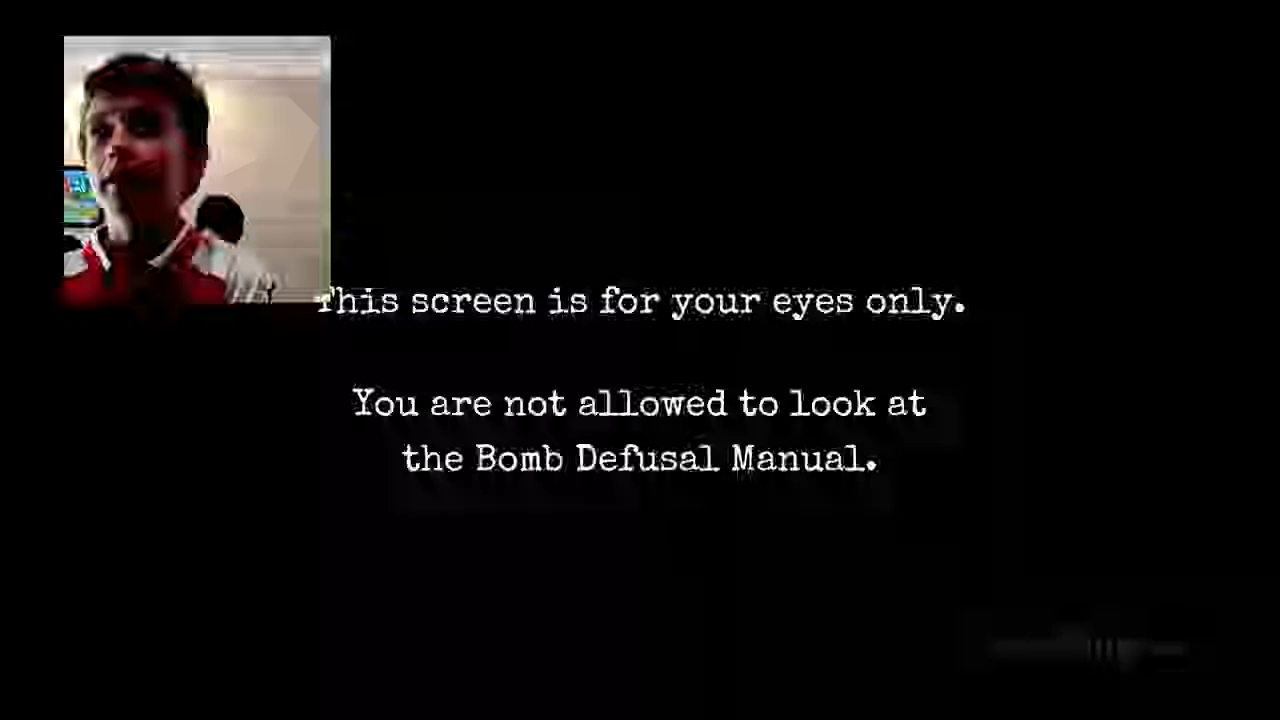 This screen is for your eyes only.
You are not allowed to look at
the Bomb Defusal Manual.